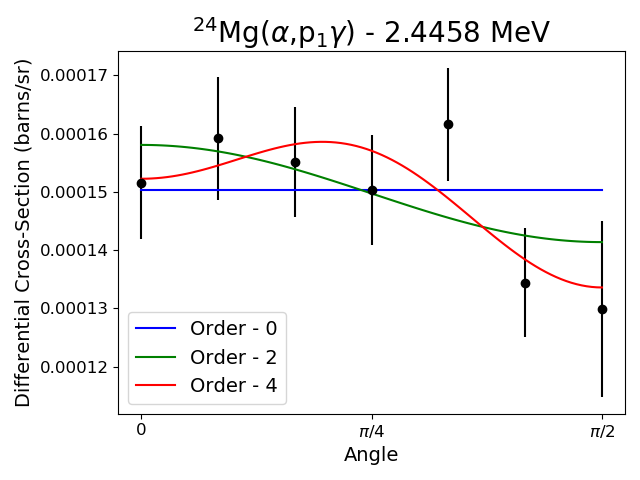 ²⁴Mg(α,p₁γ) - 2.4458 MeV
Differential Cross-Section (barns/sr)
0.00017
0.00016
0.00015
0.00014
0.00013
0.00012
Order - 0
Order - 2
Order - 4
0 π/4 π/2
Angle